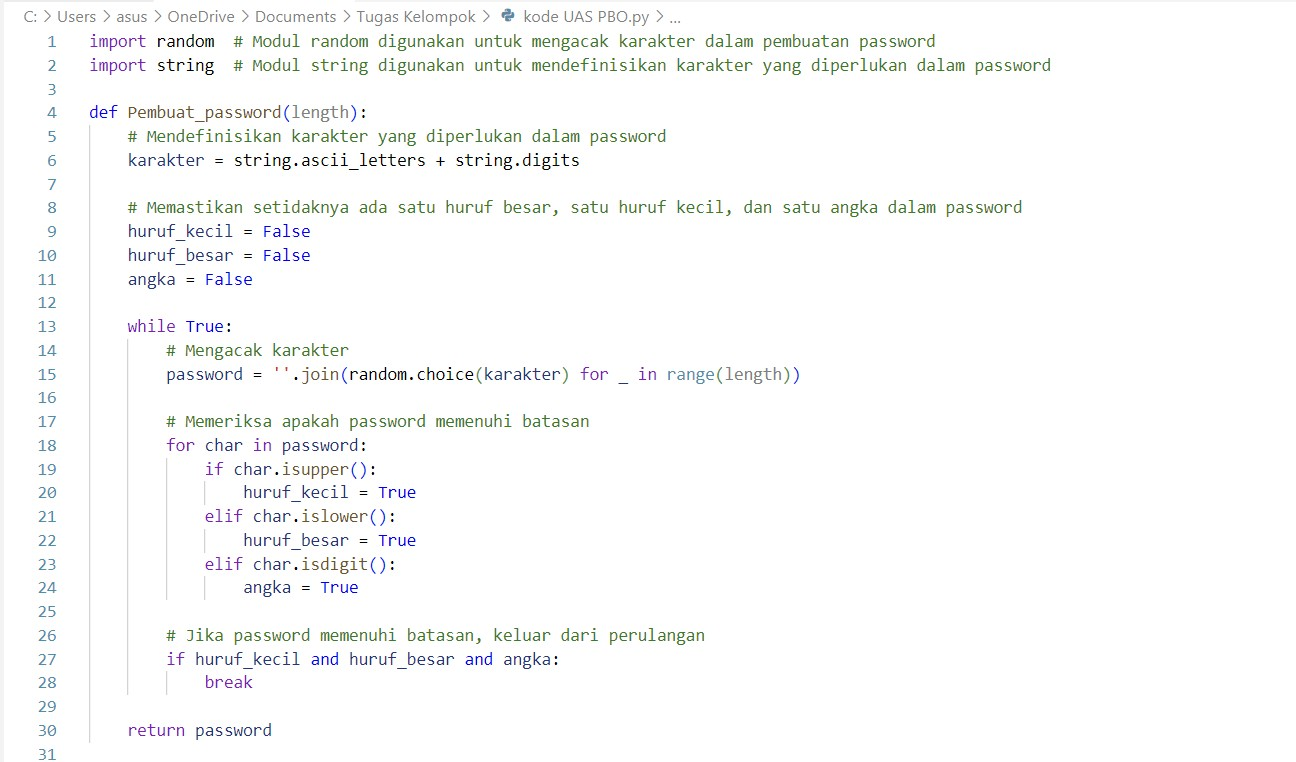 C: > Users > asus > OneDrive > Documents > Tugas Kelompok > kode UAS PBO.py > ...
1 import random  # Modul random digunakan untuk mengacak karakter dalam pembuatan password
2 import string  # Modul string digunakan untuk mendefinisikan karakter yang diperlukan dalam password
3
4 def Pembuat_password(length):
5     # Mendefinisikan karakter yang diperlukan dalam password
6     karakter = string.ascii_letters + string.digits
7
8     # Memastikan setidaknya ada satu huruf besar, satu huruf kecil, dan satu angka dalam password
9     huruf_kecil = False
10     huruf_besar = False
11     angka = False
12
13     while True:
14         # Mengacak karakter
15         password = ''.join(random.choice(karakter) for _ in range(length))
16
17         # Memeriksa apakah password memenuhi batasan
18         for char in password:
19             if char.isupper():
20                 huruf_kecil = True
21             elif char.islower():
22                 huruf_besar = True
23             elif char.isdigit():
24                 angka = True
25
26         # Jika password memenuhi batasan, keluar dari perulangan
27         if huruf_kecil and huruf_besar and angka:
28             break
29
30     return password
31